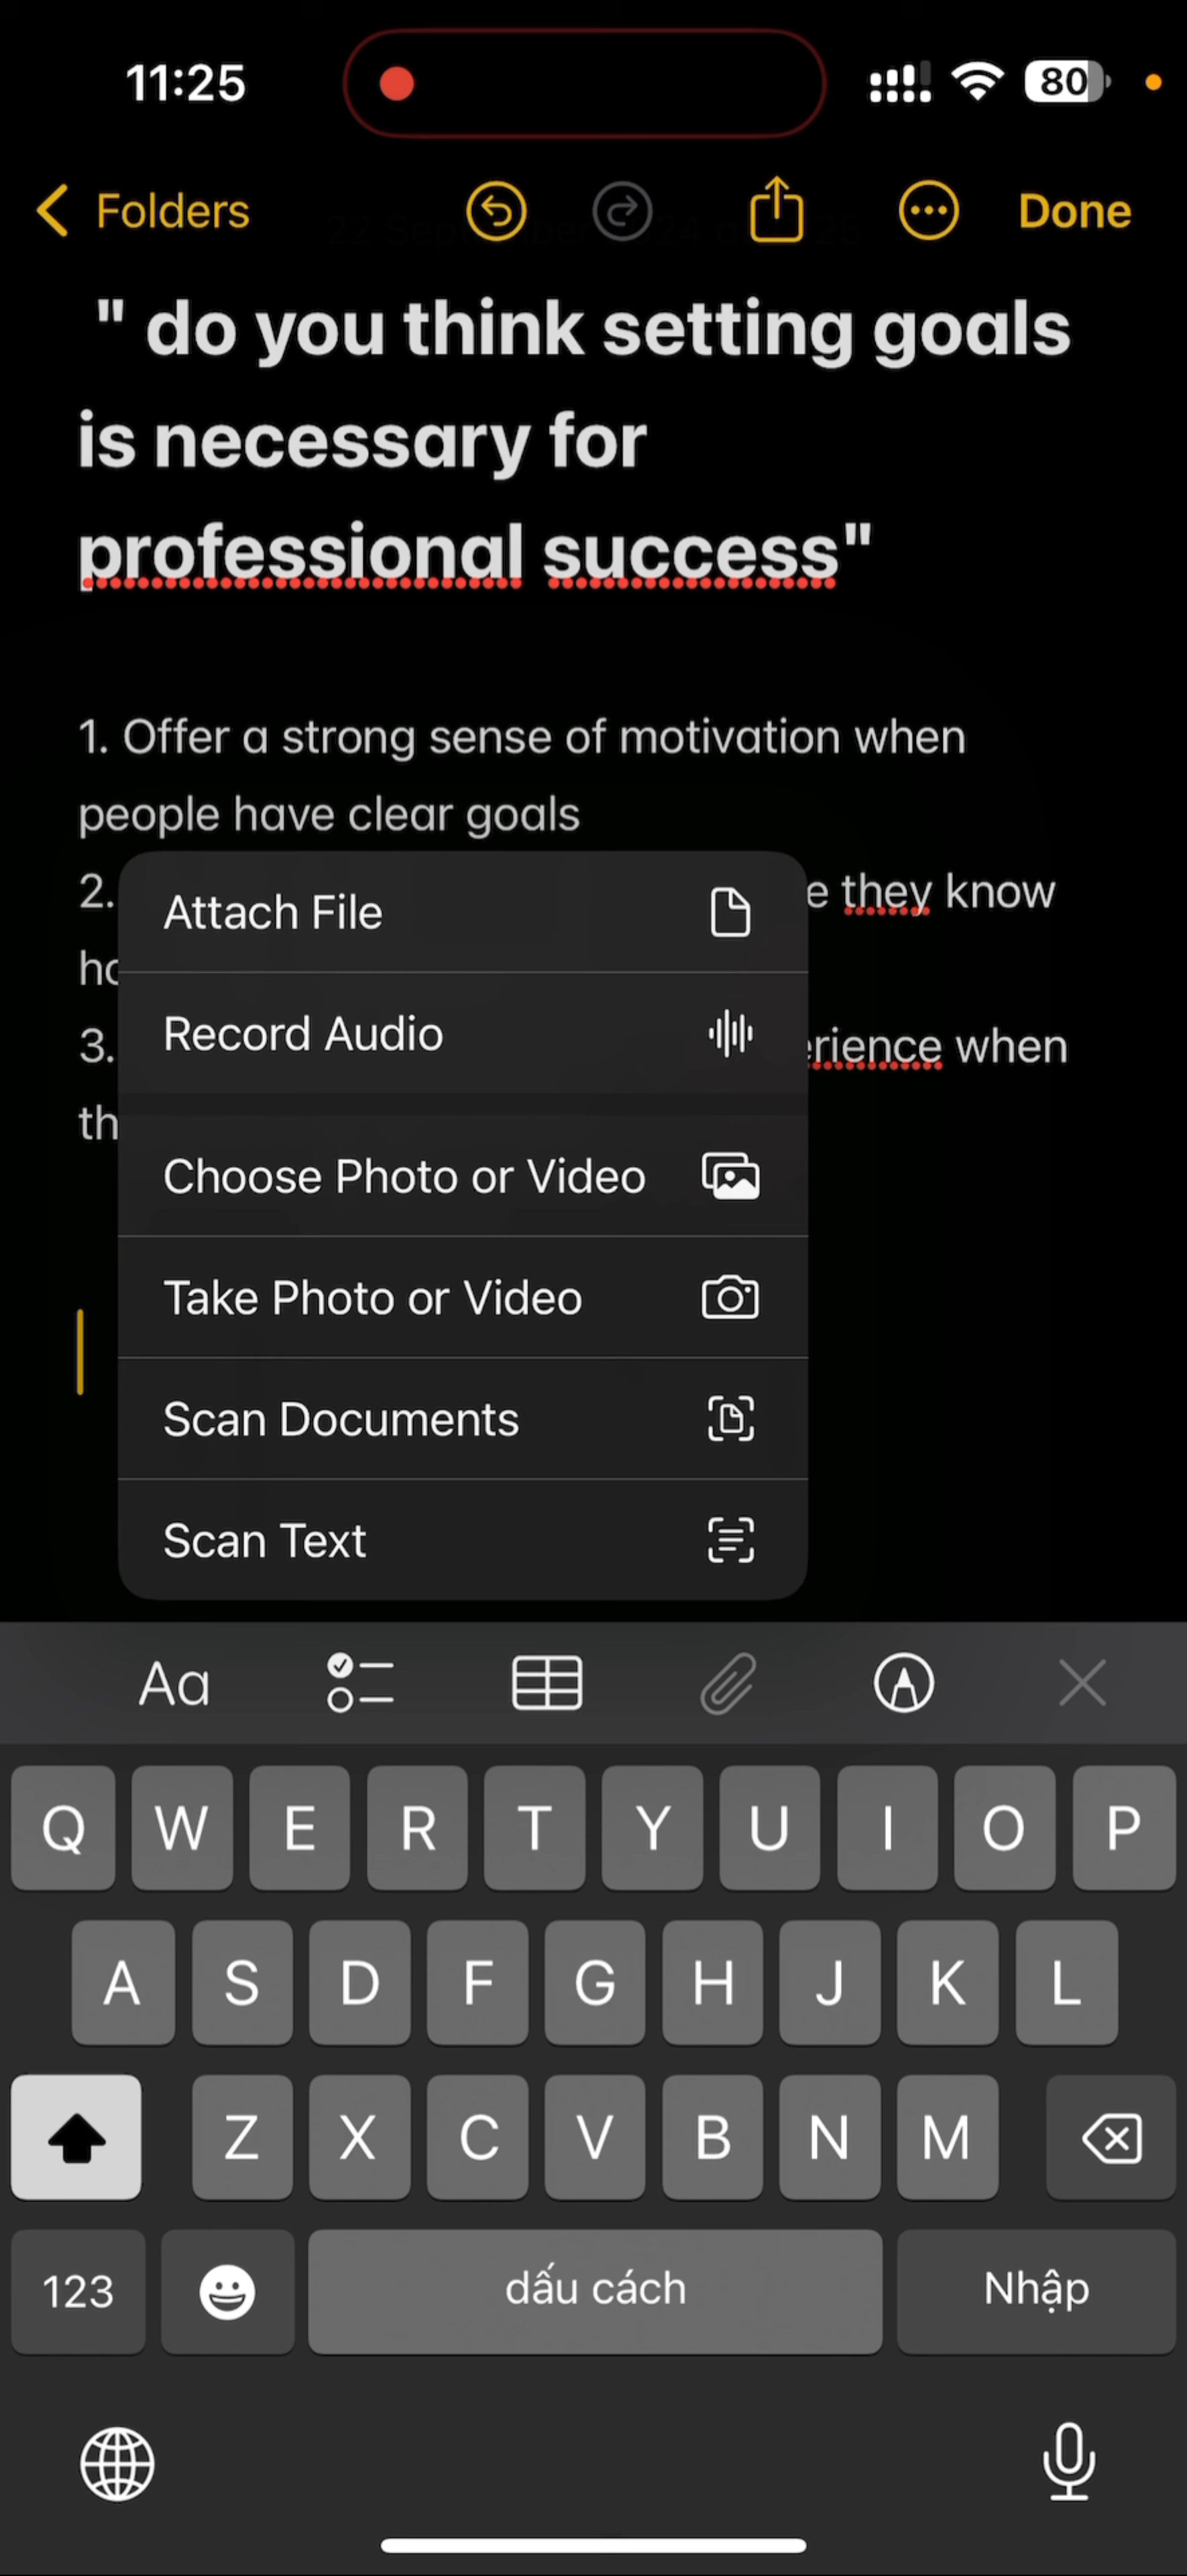 11:25
80
Folders
Done
" do you think setting goals
is necessary for
professional success"
1. Offer a strong sense of motivation when
people have clear goals
2. they know
3. when
Attach File
Record Audio
Choose Photo or Video
Take Photo or Video
Scan Documents
Scan Text
Aa
Q W E R T Y U I O P
A S D F G H J K L
Z X C V B N M
123
dấu cách
Nhập